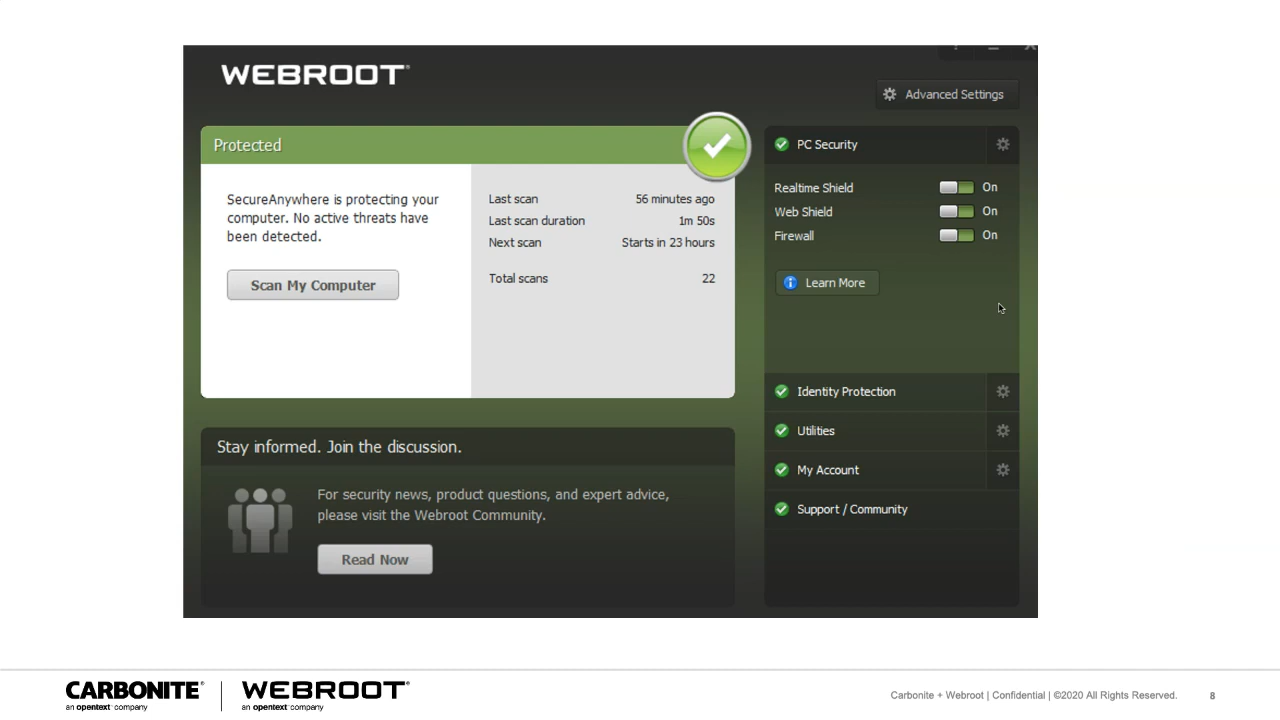 WEBROOT®
Advanced Settings
Protected
SecureAnywhere is protecting your
computer. No active threats have
been detected.
Scan My Computer
Last scan 56 minutes ago
Last scan duration 1m 50s
Next scan Starts in 23 hours
Total scans 22
PC Security
Realtime Shield On
Web Shield On
Firewall On
Learn More
Identity Protection
Utilities
My Account
Support / Community
Stay informed. Join the discussion.
For security news, product questions, and expert advice,
please visit the Webroot Community.
Read Now
CARBONITE®
an opentext™ company
WEBROOT®
an opentext™ company
Carbonite + Webroot | Confidential | ©2020 All Rights Reserved. 8